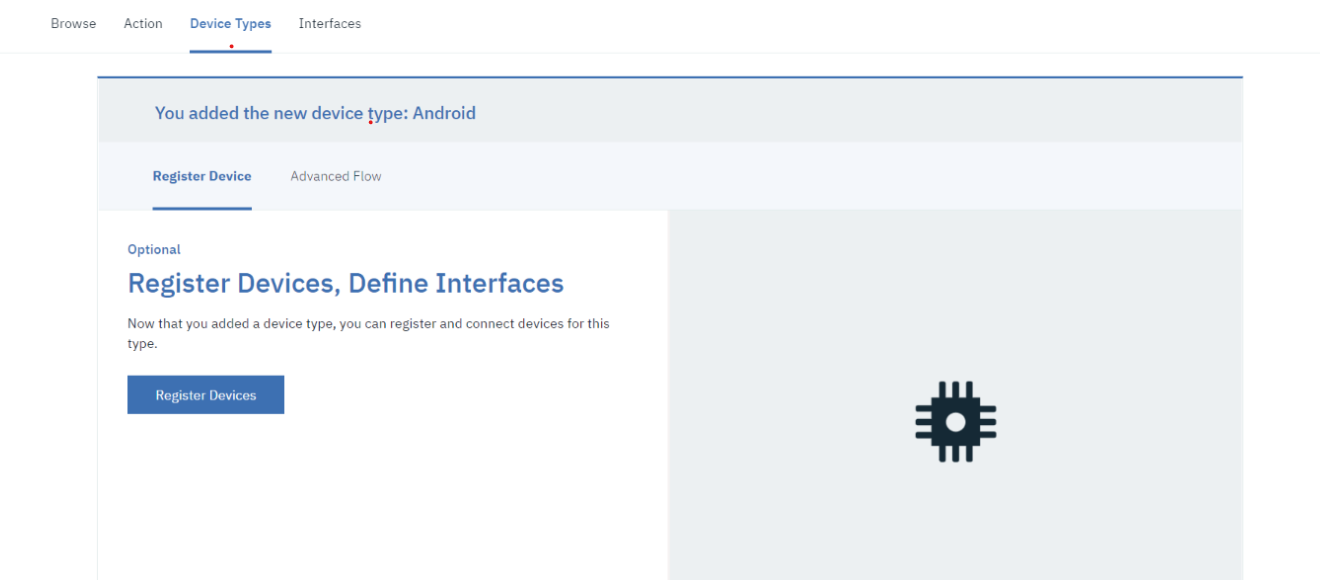 Browse Action Device Types Interfaces
You added the new device type: Android
Register Device Advanced Flow
Optional
Register Devices, Define Interfaces
Now that you added a device type, you can register and connect devices for this
type.
Register Devices